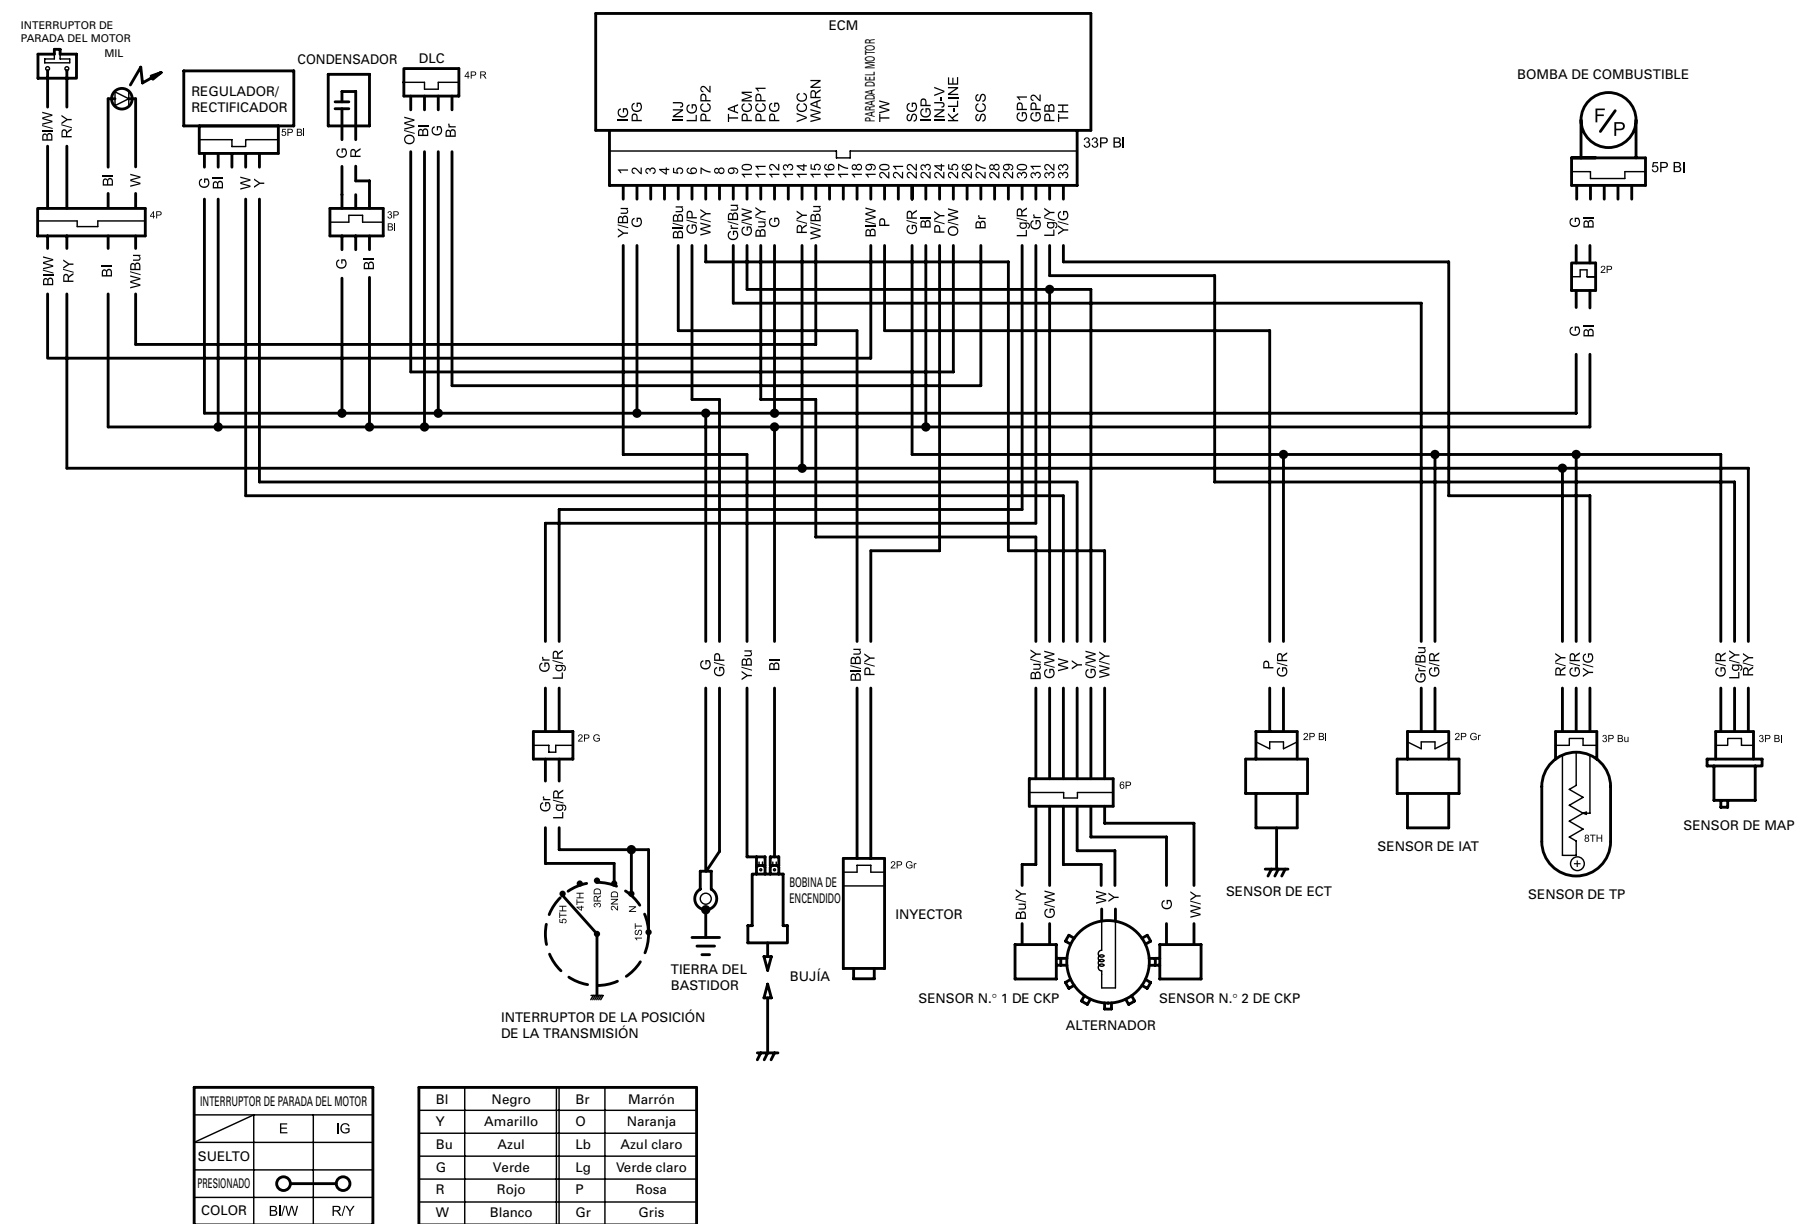 INTERRUPTOR DE
PARADA DEL MOTOR
MIL
REGULADOR/
RECTIFICADOR
5P Bl
CONDENSADOR
DLC
4P R
ECM
IG
PG
INJ
LG
PCP2
TA
PCM
PCP1
PG
VCC
WARN
PARADA DEL MOTOR
TW
SG
IGP
INJ-V
K-LINE
SCS
GP1
GP2
PB
TH
33P Bl
1 2 3 4 5 6 7 8 9 10 11 12 13 14 15 16 17 18 19 20 21 22 23 24 25 26 27 28 29 30 31 32 33
Y/Bu G Bl/Bu G/P W/Y Gr/Bu G/W Bu/Y G R/Y W/Bu Bl/W P G/R Bl P/Y O/W Br Lg/R Gr Lg/Y Y/G
BOMBA DE COMBUSTIBLE
F/P
5P Bl
G Bl
2P
G Bl
Bl/W R/Y
Bl W
4P
Bl/W R/Y Bl W/Bu
G Bl W Y
G R
3P
Bl
G Bl
O/W Bl G Br
Gr Lg/R
2P G
Gr Lg/R
5TH 4TH 3RD 2ND N 1ST
INTERRUPTOR DE LA POSICIÓN
DE LA TRANSMISIÓN
G G/P
TIERRA DEL
BASTIDOR
Y/Bu Bl
BOBINA DE
ENCENDIDO
BUJÍA
Bl/Bu P/Y
2P Gr
INYECTOR
Bu/Y G/W W Y G/W W/Y
6P
Bu/Y G/W W Y G W/Y
SENSOR N.° 1 DE CKP
ALTERNADOR
SENSOR N.° 2 DE CKP
P G/R
2P Bl
SENSOR DE ECT
Gr/Bu G/R
2P Gr
SENSOR DE IAT
R/Y G/R Y/G
3P Bu
8TH
SENSOR DE TP
G/R Lg/Y R/Y
3P Bl
SENSOR DE MAP
INTERRUPTOR DE PARADA DEL MOTOR
E IG
SUELTO
PRESIONADO
COLOR Bl/W R/Y
Bl Negro Br Marrón
Y Amarillo O Naranja
Bu Azul Lb Azul claro
G Verde Lg Verde claro
R Rojo P Rosa
W Blanco Gr Gris